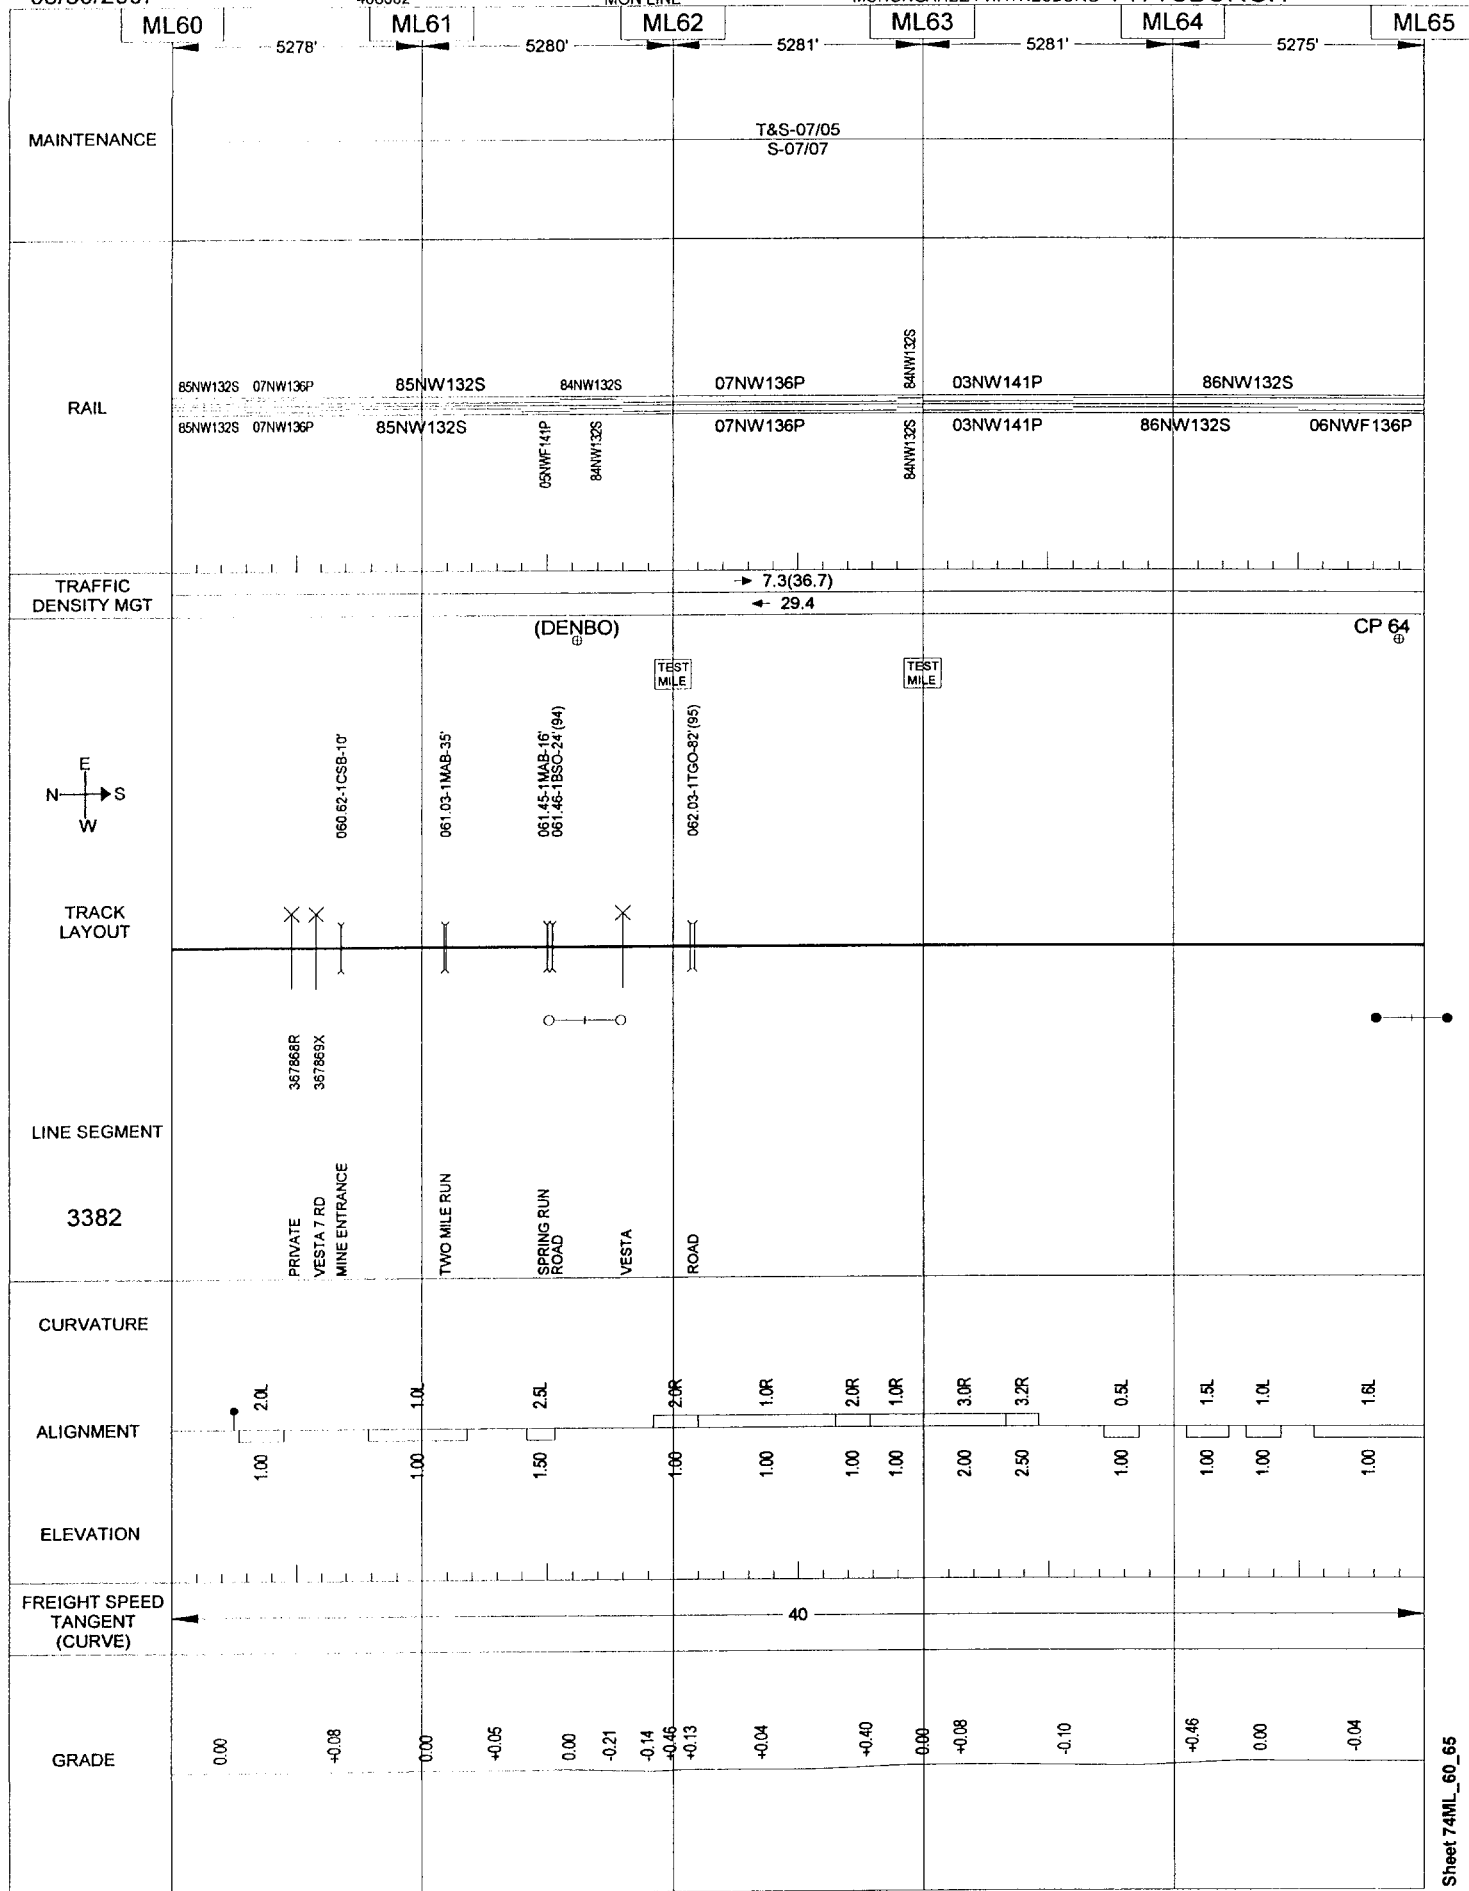 MON LINE
ML60 ML61 ML62 ML63 ML64 ML65
5278' 5280' 5281' 5281' 5275'
MAINTENANCE
T&S-07/05
S-07/07
RAIL
85NW132S 07NW136P 85NW132S 84NW132S 07NW136P 84NW132S 03NW141P 86NW132S
85NW132S 07NW136P 85NW132S 05NWF141P 84NW132S 07NW136P 84NW132S 03NW141P 86NW132S 06NWF136P
TRAFFIC
DENSITY MGT
7.3(36.7)
29.4
(DENBO)
CP 64
TEST
MILE
TEST
MILE
E
N S
W
060.62-1CSB-10'
061.03-1MAB-35'
061.45-1MAB-16'
061.46-1BSO-24'(94)
062.03-1TGO-82'(95)
TRACK
LAYOUT
367868R
367869X
LINE SEGMENT
3382
PRIVATE
VESTA 7 RD
MINE ENTRANCE
TWO MILE RUN
SPRING RUN
ROAD
VESTA
ROAD
CURVATURE
2.0L 1.0L 2.5L 2.0R 1.0R 2.0R 1.0R 3.0R 3.2R 0.5L 1.5L 1.0L 1.6L
ALIGNMENT
1.00 1.00 1.50 1.00 1.00 1.00 1.00 2.00 2.50 1.00 1.00 1.00 1.00
ELEVATION
FREIGHT SPEED
TANGENT
(CURVE)
40
GRADE
0.00 +0.08 0.00 +0.05 0.00 -0.21 -0.14 +0.46 +0.13 +0.04 +0.40 0.00 +0.08 -0.10 +0.46 0.00 -0.04
Sheet 74ML_60_65